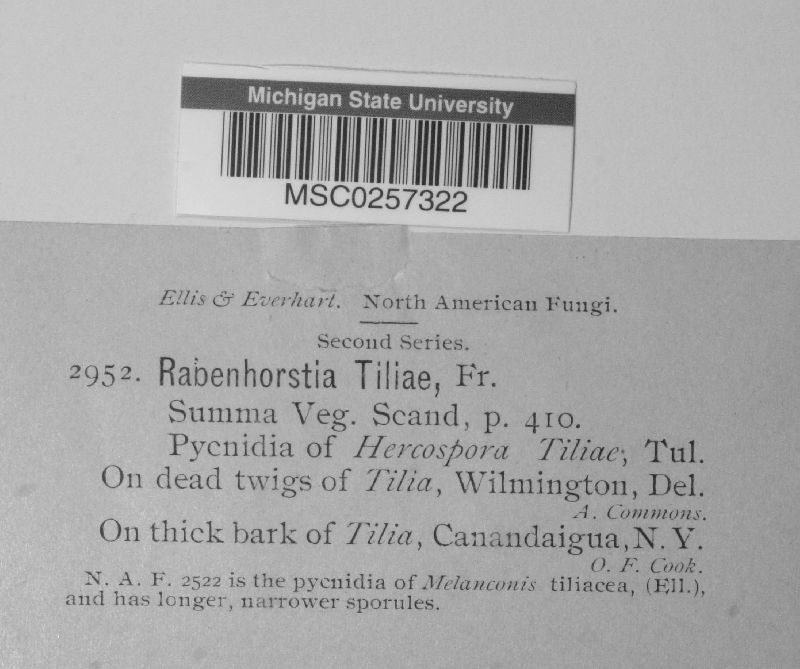 Michigan State University
MSC0257322
Ellis & Everhart. North American Fungi.
Second Series.
2952. Rabenhorstia Tiliae, Fr.
Summa Veg. Scand, p. 410.
Pycnidia of Hercospora Tiliae, Tul.
On dead twigs of Tilia, Wilmington, Del.
A. Commons.
On thick bark of Tilia, Canandaigua, N. Y.
O. F. Cook.
N. A. F. 2522 is the pycnidia of Melanconis tiliacea, (Ell.),
and has longer, narrower sporules.